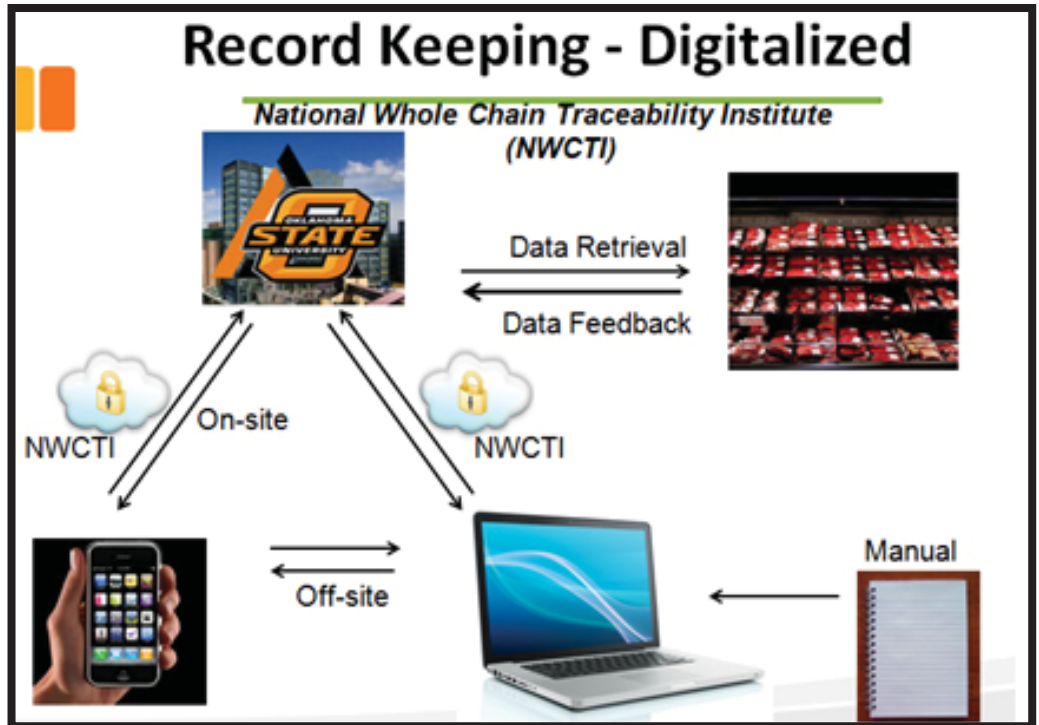 Record Keeping - Digitalized
National Whole Chain Traceability Institute
(NWCTI)
OKLAHOMA
STATE
UNIVERSITY
Data Retrieval
Data Feedback
On-site
NWCTI
NWCTI
Off-site
Manual